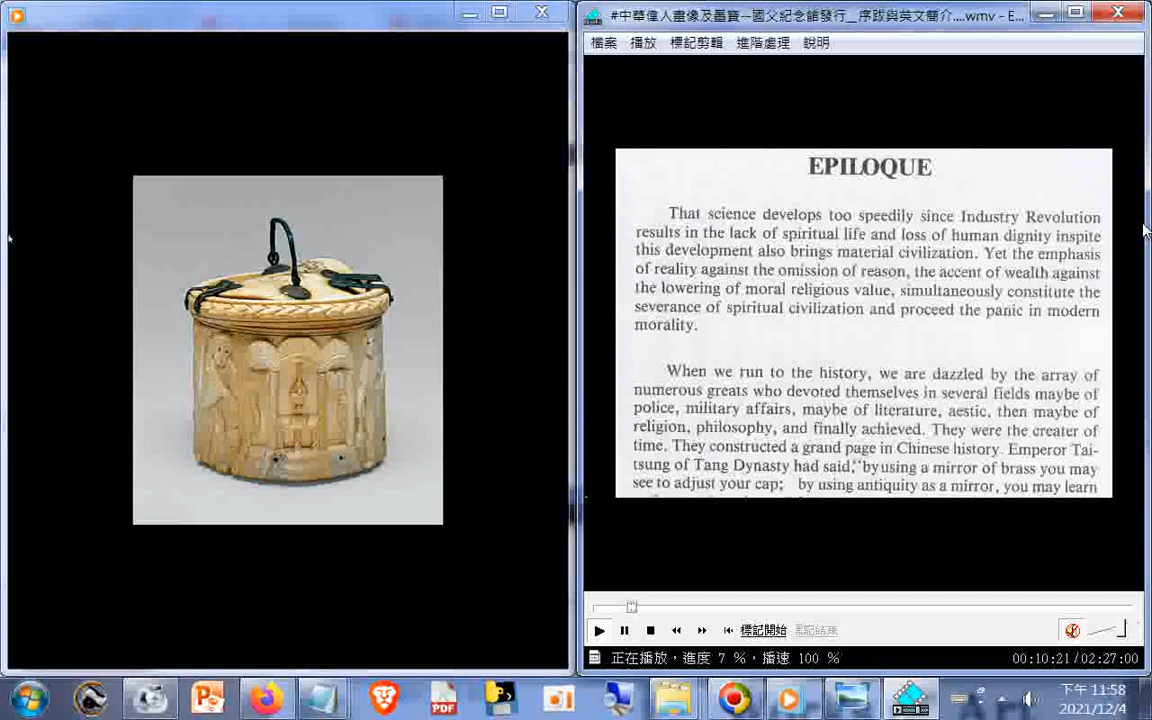 #中華偉人畫像及墨寶—國父紀念館發行_序跋與英文簡介....wmv - E...
檔案 播放 標記剪輯 進階處理 說明
EPILOQUE
That science develops too speedily since Industry Revolution
results in the lack of spiritual life and loss of human dignity inspite
this development also brings material civilization. Yet the emphasis
of reality against the omission of reason, the accent of wealth against
the lowering of moral religious value, simultaneously constitute the
severance of spiritual civilization and proceed the panic in modern
morality.
When we run to the history, we are dazzled by the array of
numerous greats who devoted themselves in several fields maybe of
police, military affairs, maybe of literature, aestic, then maybe of
religion, philosophy, and finally achieved. They were the creater of
time. They constructed a grand page in Chinese history. Emperor Tai-
tsung of Tang Dynasty had said, "by using a mirror of brass you may
see to adjust your cap; by using antiquity as a mirror, you may learn
標記開始 標記結束
正在播放，進度 7 %，播速 100 % 00:10:21/02:27:00
PDF
下午 11:58
2021/12/4